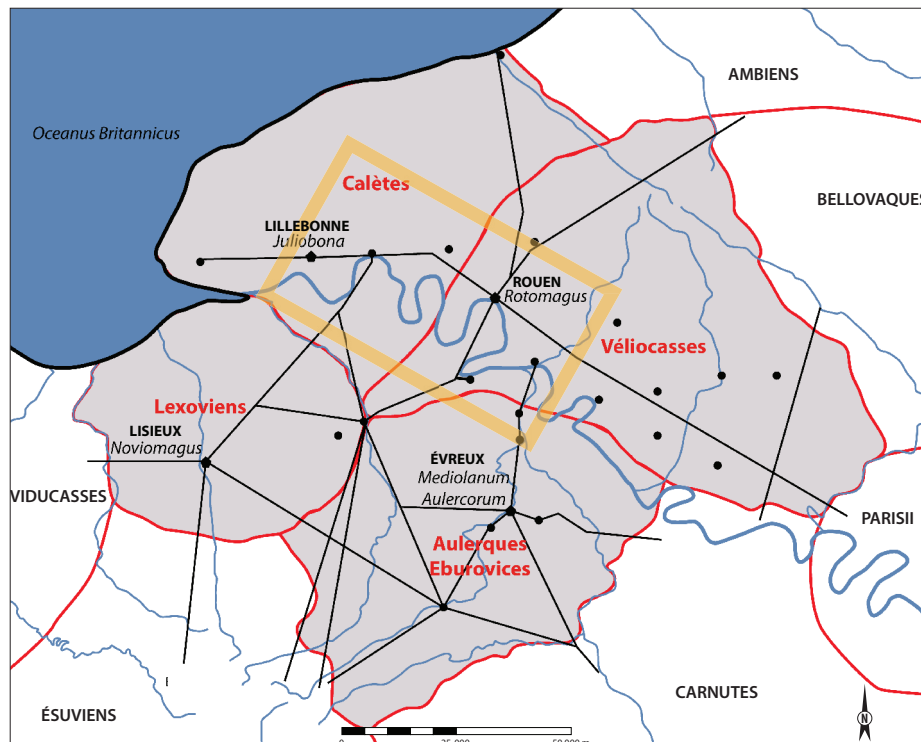 AMBIENS
Oceanus Britannicus
Calètes
BELLOVAQUES
LILLEBONNE
Juliobona
ROUEN
Rotomagus
Véliocasses
Lexoviens
LISIEUX
Noviomagus
ÉVREUX
Mediolanum
Aulercorum
VIDUCASSES
PARISII
Aulerques
Eburovices
CARNUTES
ÉSUVIENS
N